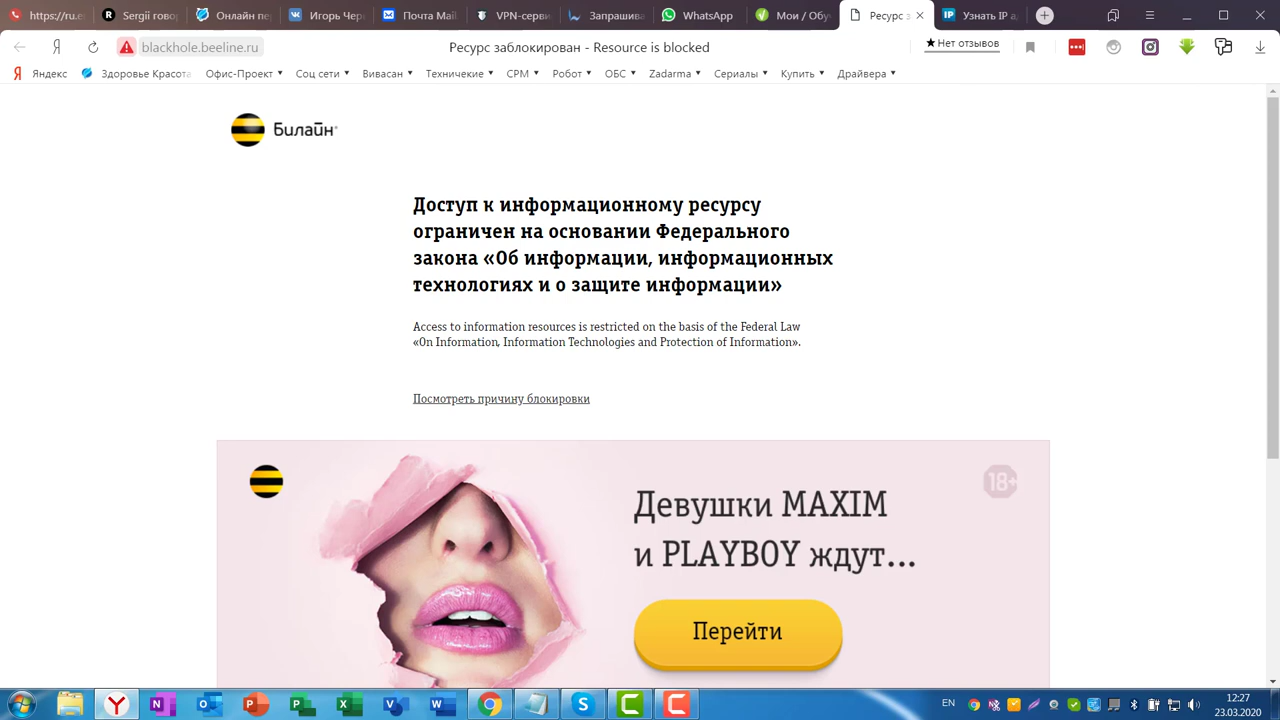 https://ru.e
Sergii говор
Онлайн пе
Игорь Чер
Почта Mail
VPN-серви
Запрашива
WhatsApp
Мои / Обу
Ресурс з
Узнать IP а
blackhole.beeline.ru
Ресурс заблокирован - Resource is blocked
Нет отзывов
Яндекс
Здоровье Красота
Офис-Проект
Соц сети
Вивасан
Техничекие
СРМ
Робот
ОБС
Zadarma
Сериалы
Купить
Драйвера
Билайн
Доступ к информационному ресурсу
ограничен на основании Федерального
закона «Об информации, информационных
технологиях и о защите информации»
Access to information resources is restricted on the basis of the Federal Law
«On Information, Information Technologies and Protection of Information».
Посмотреть причину блокировки
18+
Девушки MAXIM
и PLAYBOY ждут...
Перейти
EN
12:27
23.03.2020